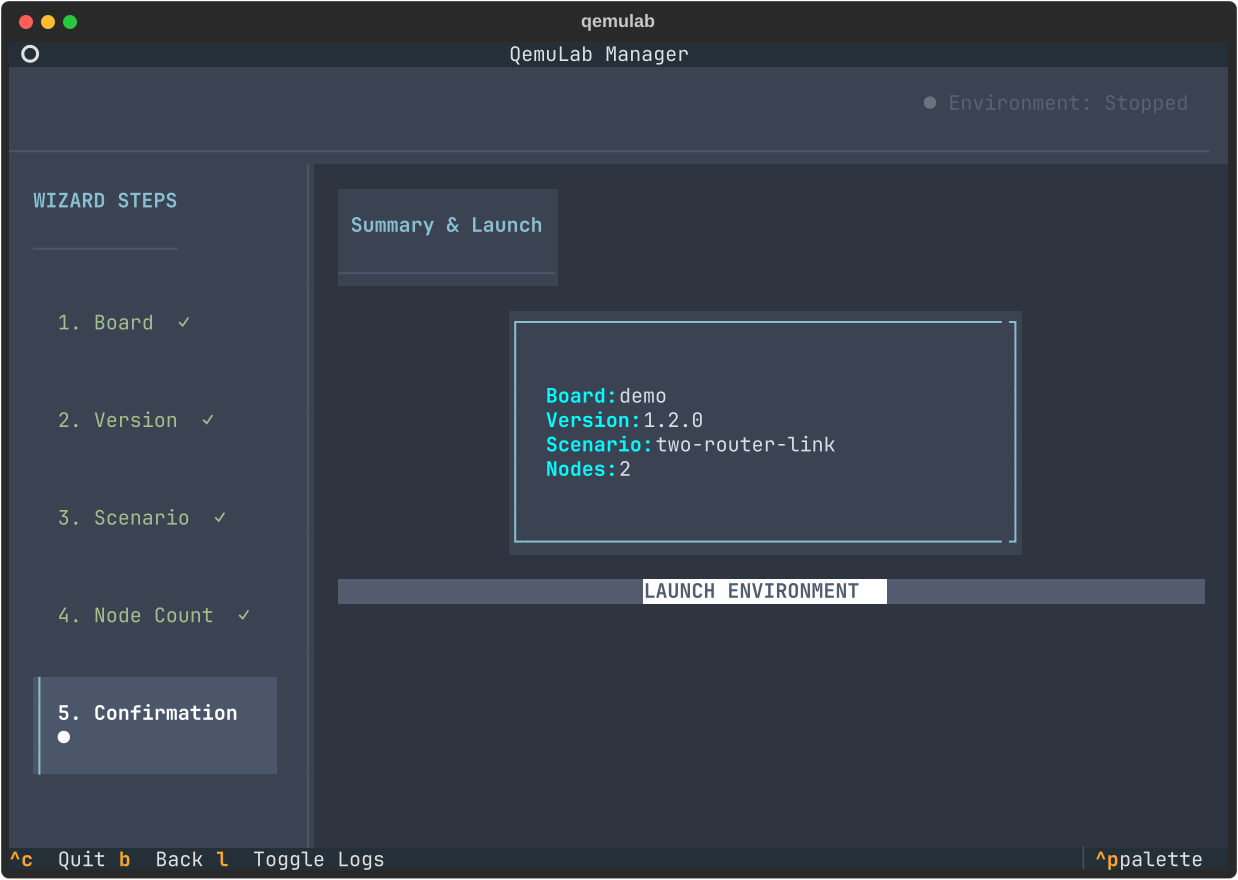 qemulab
QemuLab Manager
● Environment: Stopped
WIZARD STEPS
1. Board ✓
2. Version ✓
3. Scenario ✓
4. Node Count ✓
5. Confirmation
●
Summary & Launch
Board:demo
Version:1.2.0
Scenario:two-router-link
Nodes:2
LAUNCH ENVIRONMENT
^c Quit b Back l Toggle Logs ^ppalette